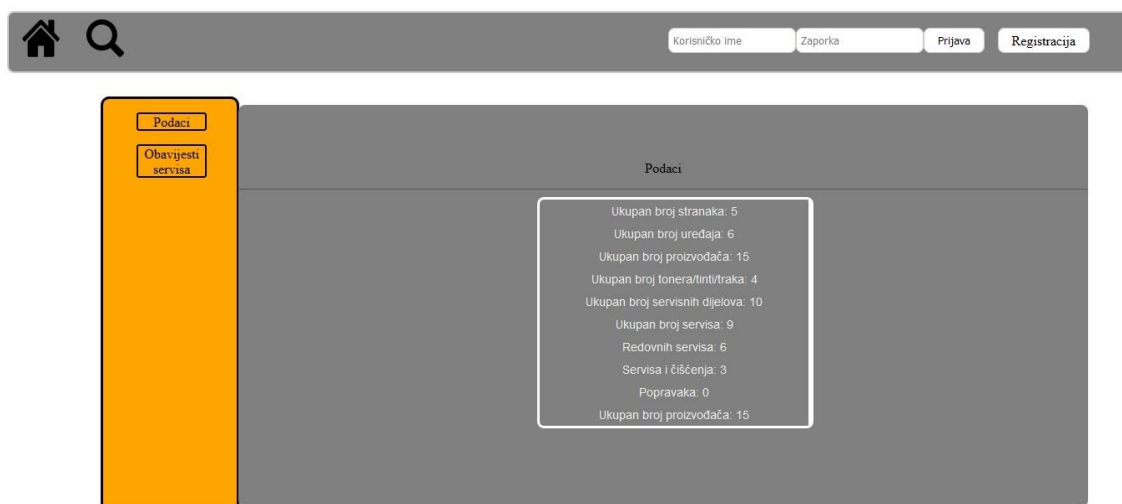 Korisničko ime
Zaporka
Prijava
Registracija
Podaci
Obavijesti
servisa
Podaci
Ukupan broj stranaka: 5
Ukupan broj uređaja: 6
Ukupan broj proizvođača: 15
Ukupan broj tonera/tinti/traka: 4
Ukupan broj servisnih dijelova: 10
Ukupan broj servisa: 9
Redovnih servisa: 6
Servisa i čišćenja: 3
Popravaka: 0
Ukupan broj proizvođača: 15